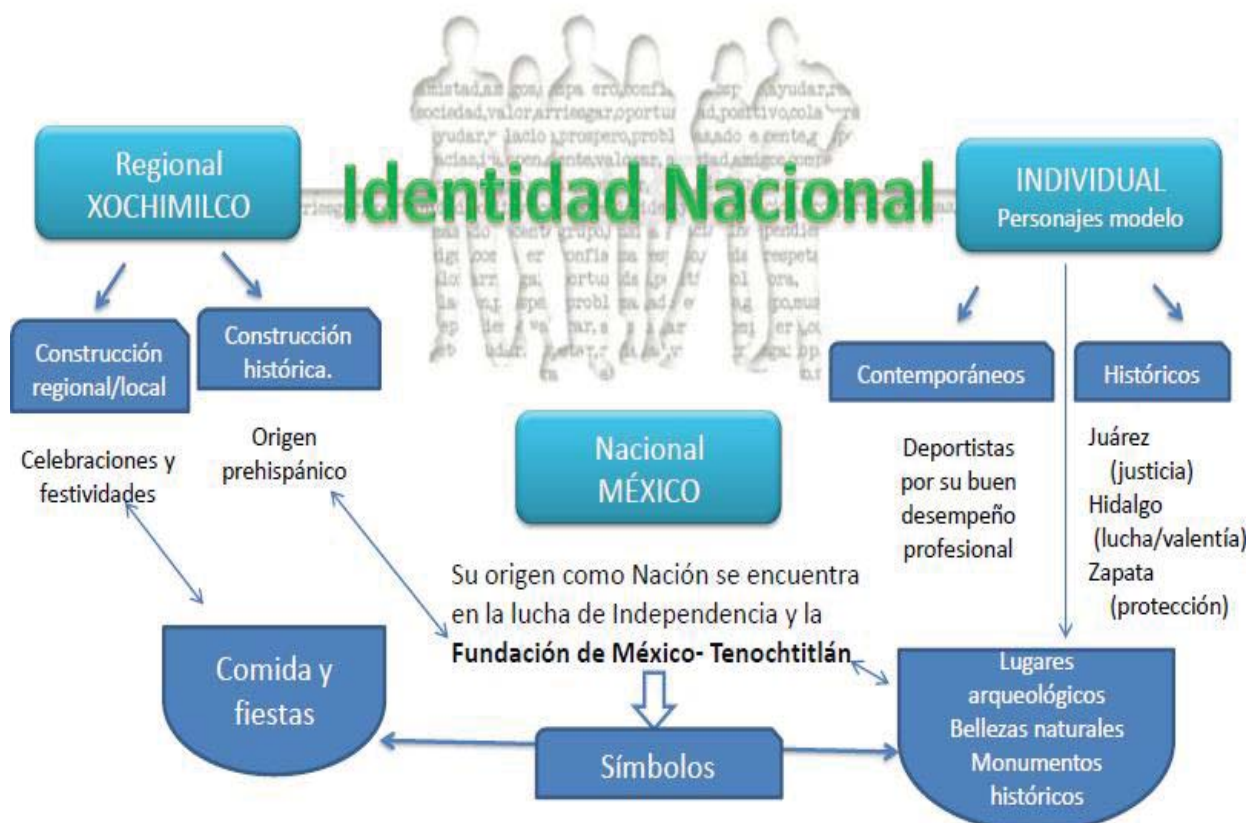 Identidad Nacional
Regional
XOCHIMILCO
Construcción
regional/local
Celebraciones y
festividades
Construcción
histórica.
Origen
prehispánico
Comida y
fiestas
Nacional
MÉXICO
Su origen como Nación se encuentra
en la lucha de Independencia y la
Fundación de México- Tenochtitlán
Símbolos
INDIVIDUAL
Personajes modelo
Contemporáneos
Deportistas
por su buen
desempeño
profesional
Históricos
Juárez
(justicia)
Hidalgo
(lucha/valentía)
Zapata
(protección)
Lugares
arqueológicos
Bellezas naturales
Monumentos
históricos